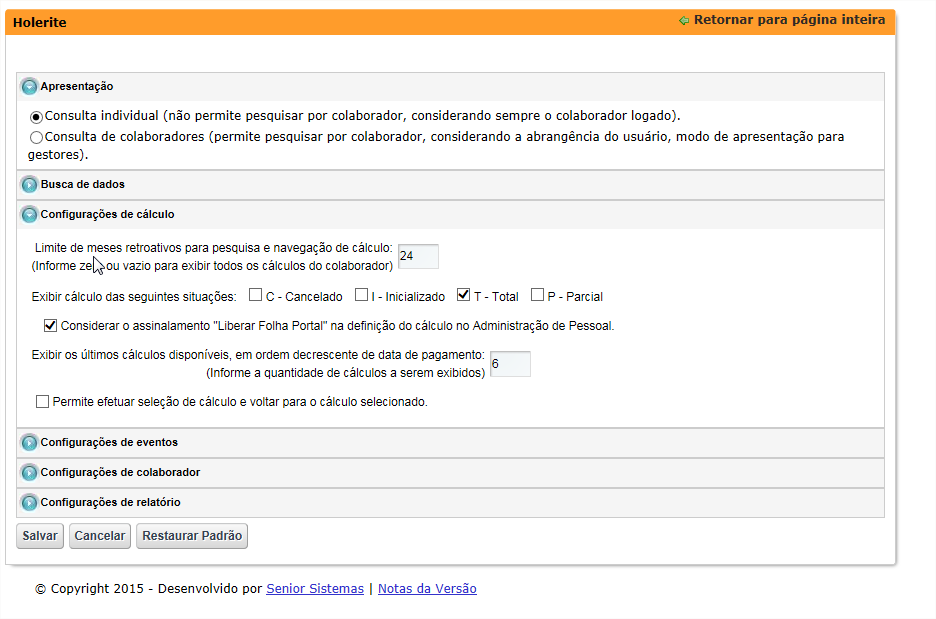 Holerite
Retornar para página inteira
Apresentação
Consulta individual (não permite pesquisar por colaborador, considerando sempre o colaborador logado).
Consulta de colaboradores (permite pesquisar por colaborador, considerando a abrangência do usuário, modo de apresentação para
gestores).
Busca de dados
Configurações de cálculo
Limite de meses retroativos para pesquisa e navegação de cálculo:
24
(Informe ou vazio para exibir todos os cálculos do colaborador)
Exibir cálculo das seguintes situações: C - Cancelado I - Inicializado T - Total P - Parcial
Considerar o assinalamento "Liberar Folha Portal" na definição do cálculo no Administração de Pessoal.
Exibir os últimos cálculos disponíveis, em ordem decrescente de data de pagamento:
6
(Informe a quantidade de cálculos a serem exibidos)
Permite efetuar seleção de cálculo e voltar para o cálculo selecionado.
Configurações de eventos
Configurações de colaborador
Configurações de relatório
Salvar Cancelar Restaurar Padrão
© Copyright 2015 - Desenvolvido por Senior Sistemas | Notas da Versão